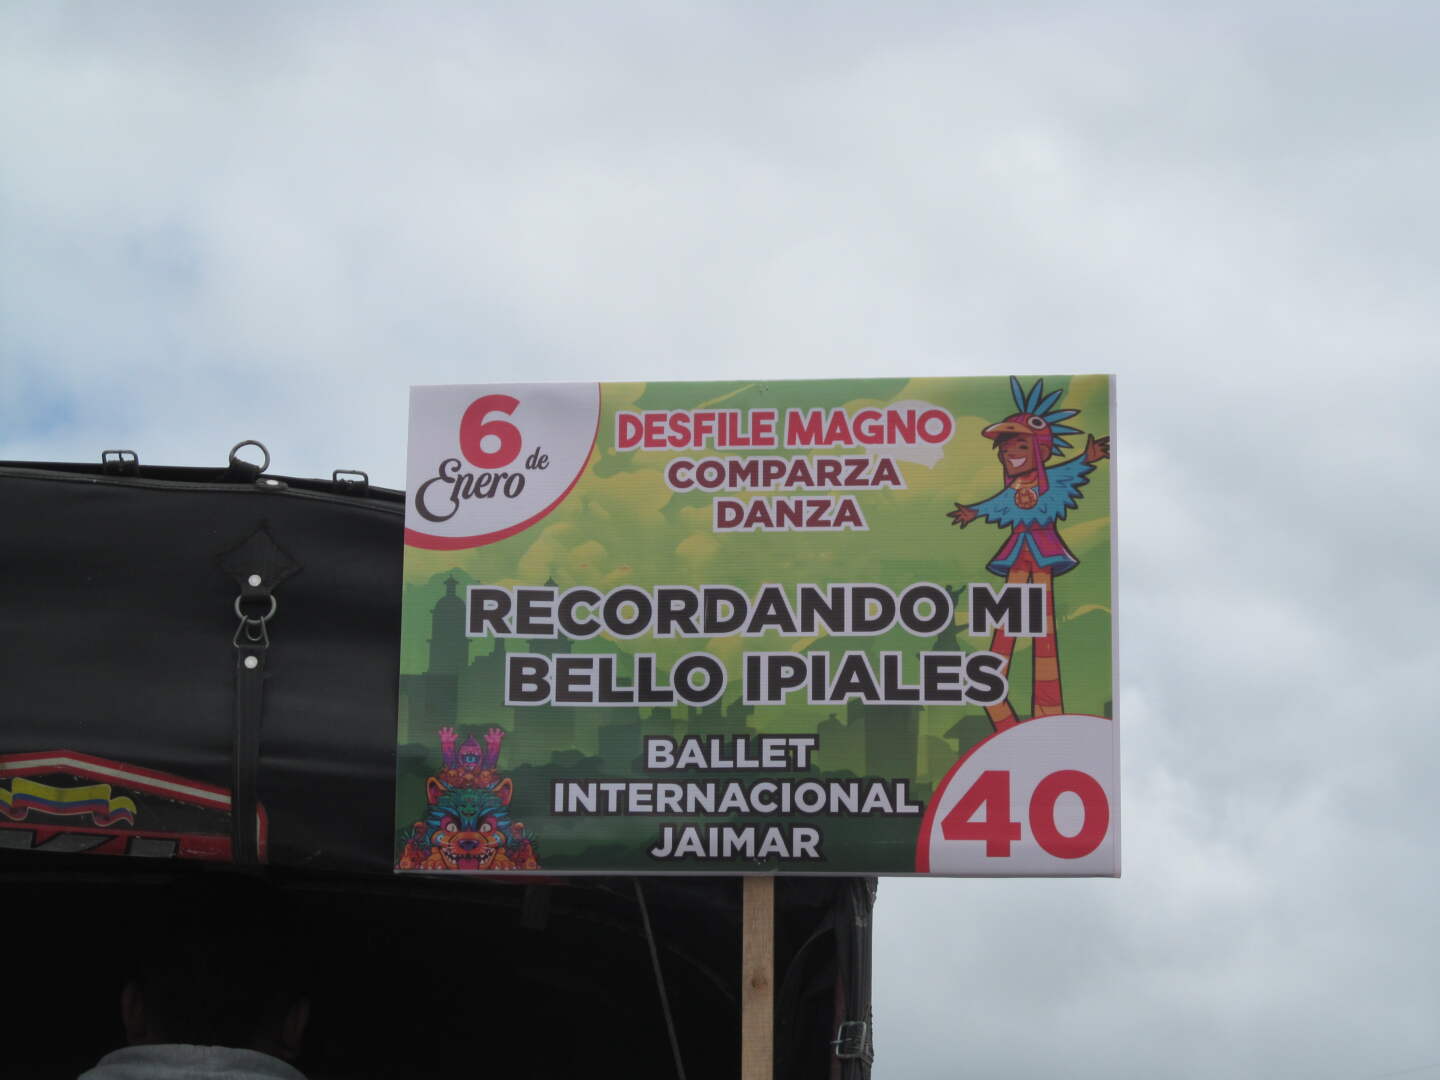 6 de
Enero
DESFILE MAGNO
COMPARZA
DANZA
RECORDANDO MI
BELLO IPIALES
BALLET
INTERNACIONAL
JAIMAR
40